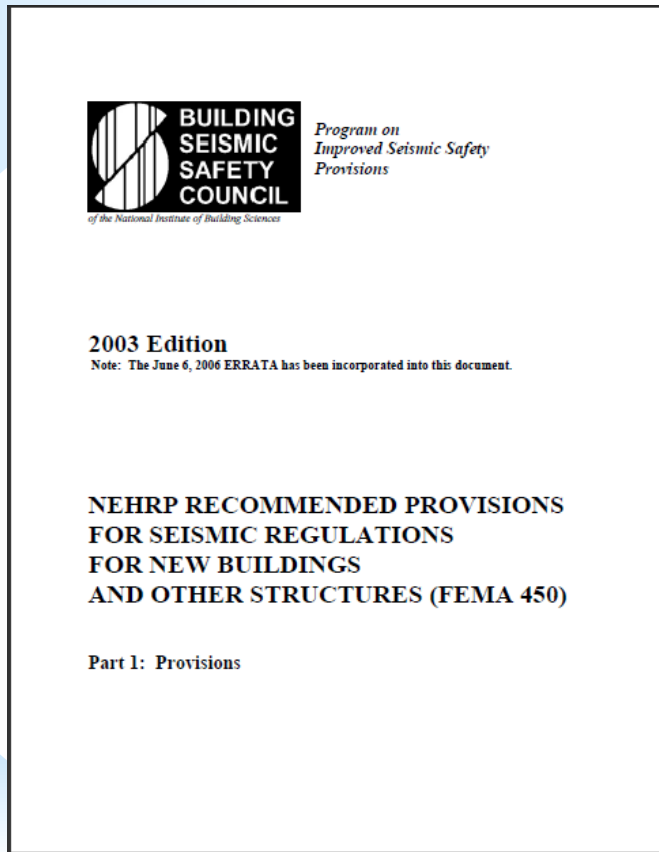 BUILDING
SEISMIC
SAFETY
COUNCIL
of the National Institute of Building Sciences
Program on
Improved Seismic Safety
Provisions
2003 Edition
Note: The June 6, 2006 ERRATA has been incorporated into this document.
NEHRP RECOMMENDED PROVISIONS
FOR SEISMIC REGULATIONS
FOR NEW BUILDINGS
AND OTHER STRUCTURES (FEMA 450)
Part 1: Provisions